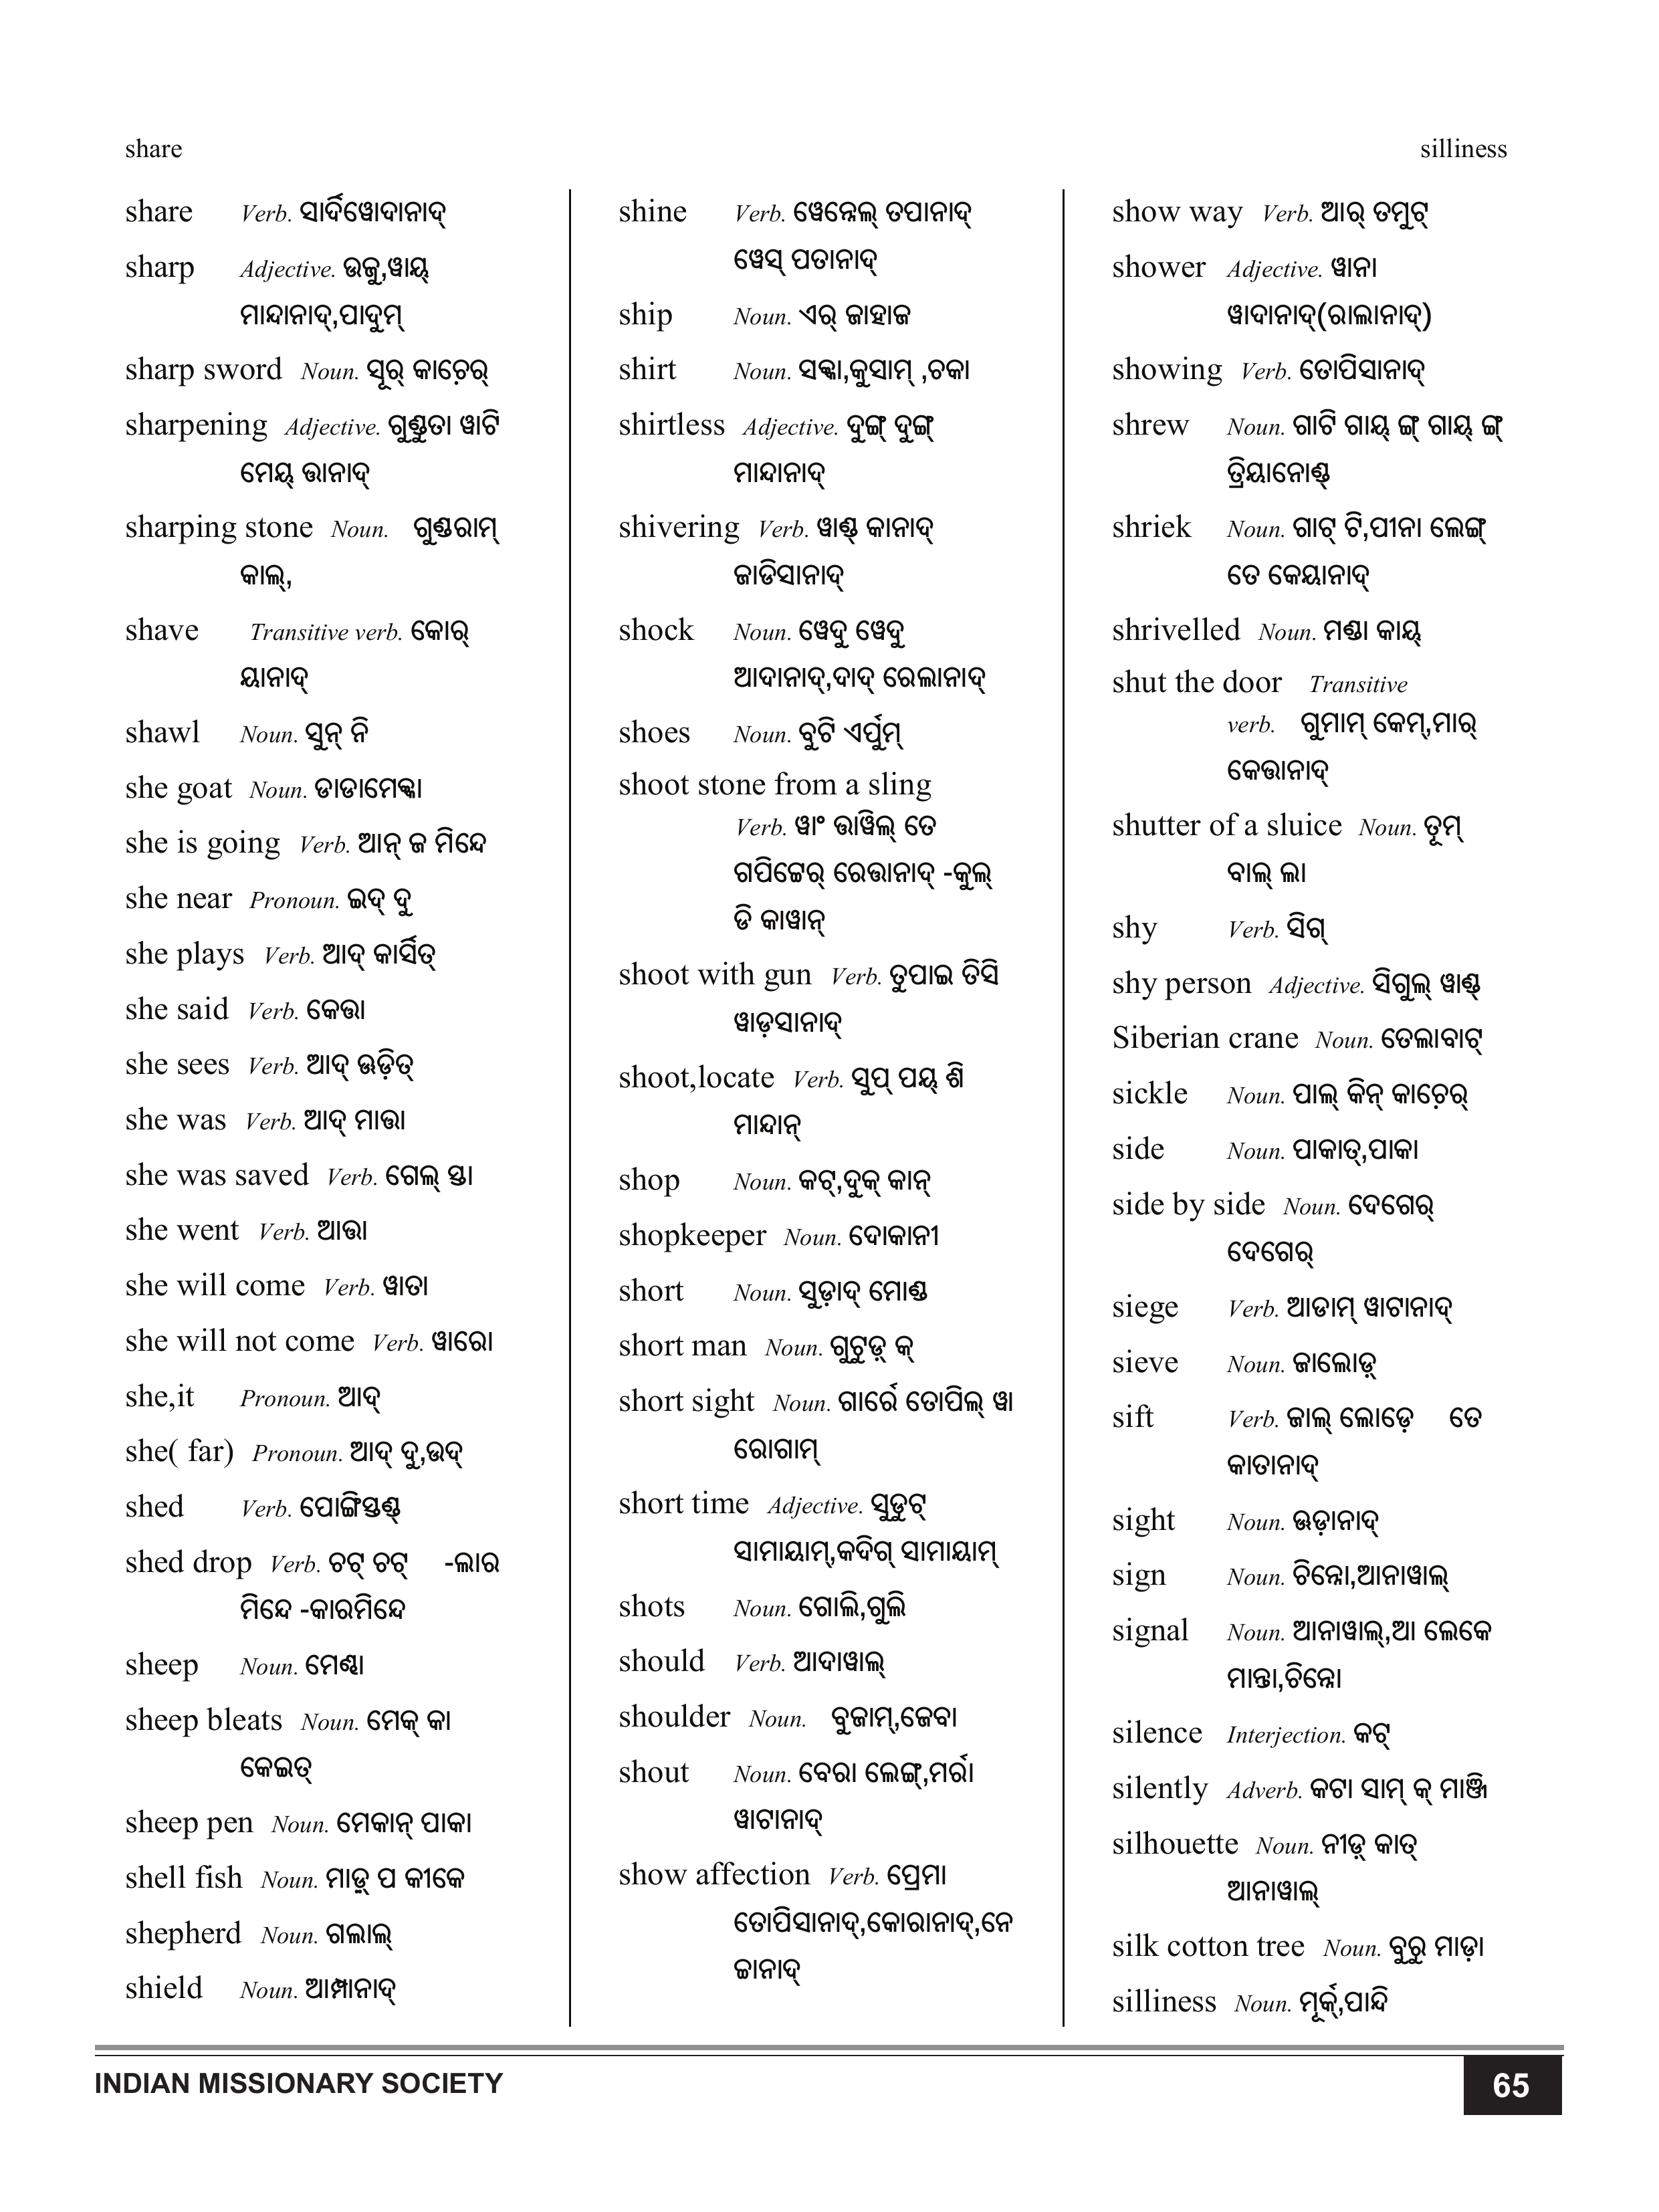 share silliness
share Verb. ସାର୍ଦିୱୋଦାନାଦ୍
sharp Adjective. ଉଜୁ,ୱାୟ୍
ମାନ୍ଦାନାଦ୍,ପାଦୁମ୍
sharp sword Noun. ସୂର୍ କାଚେ଼ର୍
sharpening Adjective. ଗୁଣ୍ଡୁତା ୱାଟି
ମେୟ୍ ଭାନାଦ୍
sharping stone Noun. ଗୁଣ୍ଡରାମ୍
କାଲ୍,
shave Transitive verb. କୋର୍
ୟାନାଦ୍
shawl Noun. ସୁନ୍ ନି
she goat Noun. ଡାଡାମେକ୍କା
she is going Verb. ଆନ୍ ଜ ମିନ୍ଦେ
she near Pronoun. ଇଦ୍ ଦୁ
she plays Verb. ଆଦ୍ କାର୍ସିତ୍
she said Verb. କେତ୍ତା
she sees Verb. ଆଦ୍ ଊଡ଼ିତ୍
she was Verb. ଆଦ୍ ମାତ୍ତା
she was saved Verb. ଗେଲ୍ ସ୍ତା
she went Verb. ଆତ୍ତା
she will come Verb. ୱାତା
she will not come Verb. ୱାରୋ
she,it Pronoun. ଆଦ୍
she( far) Pronoun. ଆଦ୍ ଦୁ,ଉଦ୍
shed Verb. ପୋଙ୍ଗିସ୍ତଣ୍ଡ୍
shed drop Verb. ଚଟ୍ ଚଟ୍ -ଲାର
ମିନ୍ଦେ -କାରମିନ୍ଦେ
sheep Noun. ମେଣ୍ଢା
sheep bleats Noun. ମେକ୍ କା
କେଇତ୍
sheep pen Noun. ମେକାନ୍ ପାକା
shell fish Noun. ମାଡ଼୍ ପ କୀକେ
shepherd Noun. ଗଲାଲ୍
shield Noun. ଆମ୍ପାନାଦ୍
shine Verb. ୱେନ୍ନେଲ୍ ତପାନାଦ୍
ୱେସ୍ ପତାନାଦ୍
ship Noun. ଏର୍ ଜାହାଜ
shirt Noun. ସକ୍କା,କୁସାମ୍ ,ଚକା
shirtless Adjective. ଦୁଙ୍ଗ୍ ଦୁଙ୍ଗ୍
ମାନ୍ଦାନାଦ୍
shivering Verb. ୱାଣ୍ଡ୍ କାନାଦ୍
ଜାଡିସାନାଦ୍
shock Noun. ୱେଦୁ ୱେଦୁ
ଆଦାନାଦ୍,ଦାଦ୍ ରେଲାନାଦ୍
shoes Noun. ବୁଟି ଏର୍ପୁମ୍
shoot stone from a sling
Verb. ୱାଂ ଭାୱିଲ୍ ତେ
ଗପିଟ୍ଟେର୍ ରେତ୍ତାନାଦ୍ -କୁଲ୍
ଡି କାୱାନ୍
shoot with gun Verb. ତୁପାଇ ତିସି
ୱାଡ଼ସାନାଦ୍
shoot,locate Verb. ସୁପ୍ ପୟ୍ ଶି
ମାନ୍ଦାନ୍
shop Noun. କଟ୍,ଦୁକ୍ କାନ୍
shopkeeper Noun. ଦୋକାନୀ
short Noun. ସୁଡ଼ାଦ୍ ମୋଣ୍ଡ
short man Noun. ଗୁଟୁଡ଼୍ କ୍
short sight Noun. ଗାର୍ରେ ତୋପିଲ୍ ୱା
ରୋଗାମ୍
short time Adjective. ସୁଡୁଟ୍
ସାମାୟାମ୍,କଦିଗ୍ ସାମାୟାମ୍
shots Noun. ଗୋଲି,ଗୁଲି
should Verb. ଆଦାୱାଲ୍
shoulder Noun. ବୁଜାମ୍,ଜେବା
shout Noun. ବେରା ଲେଙ୍ଗ୍,ମର୍ରା
ୱାଟାନାଦ୍
show affection Verb. ପ୍ରେମା
ତୋପିସାନାଦ୍,କୋରାନାଦ୍,ନେ
ଚ୍ଚାନାଦ୍
show way Verb. ଆର୍ ତମୁଟ୍
shower Adjective. ୱାନା
ୱାଦାନାଦ୍(ରାଲାନାଦ୍)
showing Verb. ତୋପିସାନାଦ୍
shrew Noun. ଗାଟି ଗାୟ୍ ଙ୍ଗ୍ ଗାୟ୍ ଙ୍ଗ୍
ତ୍ରିୟାନୋଣ୍ଡ୍
shriek Noun. ଗାଟ୍ ଟି,ପୀନା ଲେଙ୍ଗ୍
ତେ କେୟାନାଦ୍
shrivelled Noun. ମଣ୍ଡା କାୟ୍
shut the door Transitive
verb. ଗୁମାମ୍ କେମ୍,ମାର୍
କେତ୍ତାନାଦ୍
shutter of a sluice Noun. ତୂମ୍
ବାଲ୍ ଲା
shy Verb. ସିଗ୍
shy person Adjective. ସିଗୁଲ୍ ୱାଣ୍ଡ୍
Siberian crane Noun. ତେଲାବାଟ୍
sickle Noun. ପାଲ୍ କିନ୍ କାଚେ଼ର୍
side Noun. ପାକାତ୍,ପାକା
side by side Noun. ଦେଗେର୍
ଦେଗେର୍
siege Verb. ଆଡାମ୍ ୱାଟାନାଦ୍
sieve Noun. ଜାଲୋଡ଼୍
sift Verb. ଜାଲ୍ ଲୋଡ଼େ ତେ
କାତାନାଦ୍
sight Noun. ଊଡ଼ାନାଦ୍
sign Noun. ଚିନ୍ନୋ,ଆନାୱାଲ୍
signal Noun. ଆନାୱାଲ୍,ଆ ଲେକେ
ମାନ୍ତା,ଚିନ୍ନୋ
silence Interjection. କଟ୍
silently Adverb. କଟା ସାମ୍ କ୍ ମାଞ୍ଜି
silhouette Noun. ନୀଡ଼୍ କାତ୍
ଆନାୱାଲ୍
silk cotton tree Noun. ବୁରୁ ମାଡ଼ା
silliness Noun. ମୂର୍କ୍,ପାନ୍ଦି
INDIAN MISSIONARY SOCIETY 65